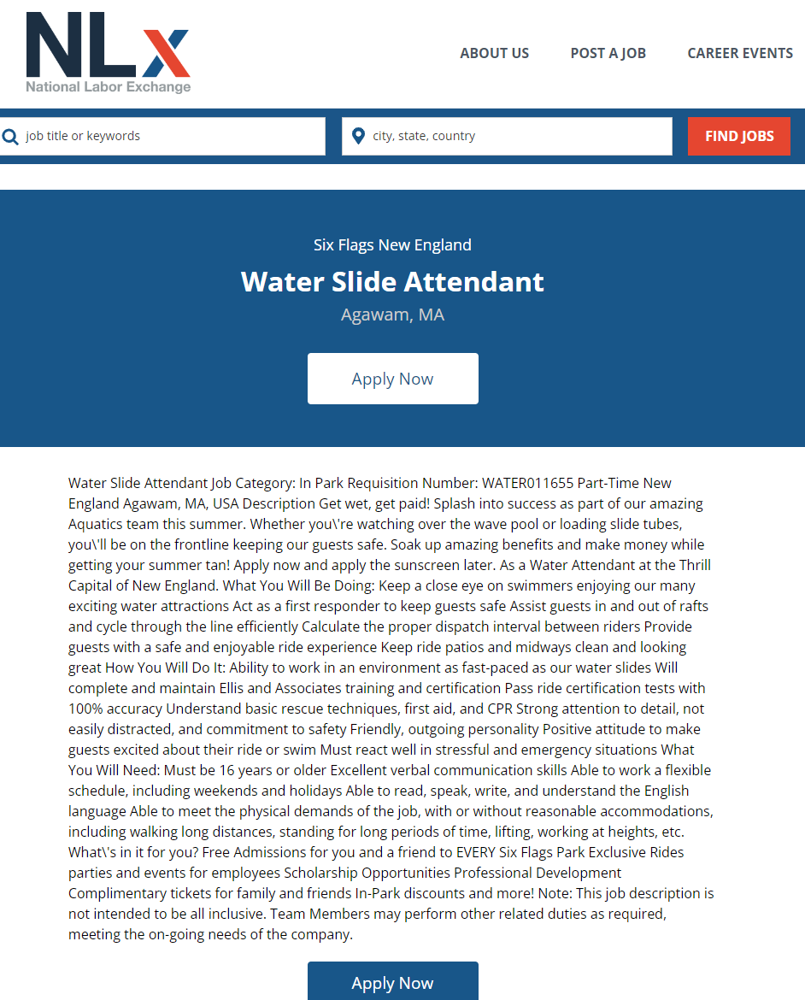 NLx
National Labor Exchange
ABOUT US
POST A JOB
CAREER EVENTS
job title or keywords
city, state, country
FIND JOBS
Six Flags New England
Water Slide Attendant
Agawam, MA
Apply Now
Water Slide Attendant Job Category: In Park Requisition Number: WATER011655 Part-Time New
England Agawam, MA, USA Description Get wet, get paid! Splash into success as part of our amazing
Aquatics team this summer. Whether you\'re watching over the wave pool or loading slide tubes,
you\'ll be on the frontline keeping our guests safe. Soak up amazing benefits and make money while
getting your summer tan! Apply now and apply the sunscreen later. As a Water Attendant at the Thrill
Capital of New England. What You Will Be Doing: Keep a close eye on swimmers enjoying our many
exciting water attractions Act as a first responder to keep guests safe Assist guests in and out of rafts
and cycle through the line efficiently Calculate the proper dispatch interval between riders Provide
guests with a safe and enjoyable ride experience Keep ride patios and midways clean and looking
great How You Will Do It: Ability to work in an environment as fast-paced as our water slides Will
complete and maintain Ellis and Associates training and certification Pass ride certification tests with
100% accuracy Understand basic rescue techniques, first aid, and CPR Strong attention to detail, not
easily distracted, and commitment to safety Friendly, outgoing personality Positive attitude to make
guests excited about their ride or swim Must react well in stressful and emergency situations What
You Will Need: Must be 16 years or older Excellent verbal communication skills Able to work a flexible
schedule, including weekends and holidays Able to read, speak, write, and understand the English
language Able to meet the physical demands of the job, with or without reasonable accommodations,
including walking long distances, standing for long periods of time, lifting, working at heights, etc.
What\'s in it for you? Free Admissions for you and a friend to EVERY Six Flags Park Exclusive Rides
parties and events for employees Scholarship Opportunities Professional Development
Complimentary tickets for family and friends In-Park discounts and more! Note: This job description is
not intended to be all inclusive. Team Members may perform other related duties as required,
meeting the on-going needs of the company.
Apply Now